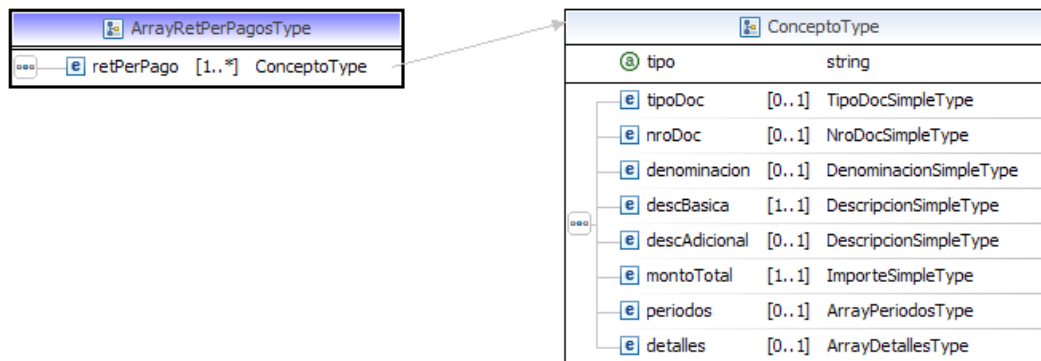 ArrayRetPerPagosType
e retPerPago [1..*] ConceptoType
ConceptoType
a tipo string
e tipoDoc [0..1] TipoDocSimpleType
e nroDoc [0..1] NroDocSimpleType
e denominacion [0..1] DenominacionSimpleType
e descBasica [1..1] DescripcionSimpleType
e descAdicional [0..1] DescripcionSimpleType
e montoTotal [1..1] ImporteSimpleType
e periodos [0..1] ArrayPeriodosType
e detalles [0..1] ArrayDetallesType